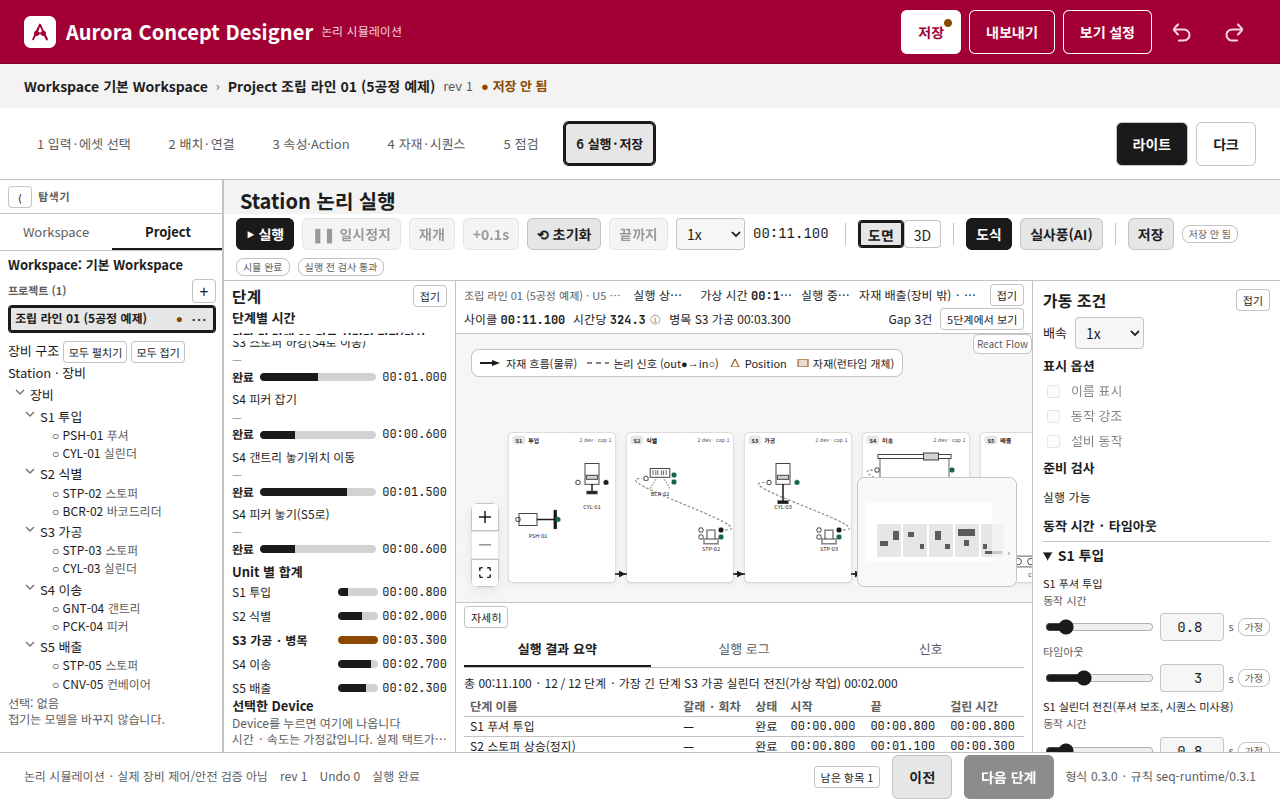 Aurora Concept Designer 논리 시뮬레이션
저장 내보내기 보기 설정
Workspace 기본 Workspace › Project 조립 라인 01 (5공정 예제) rev 1 ● 저장 안 됨
1 입력·에셋 선택 2 배치·연결 3 속성·Action 4 자재·시퀀스 5 점검 6 실행·저장 라이트 다크
탐색기
Workspace Project
Workspace: 기본 Workspace
프로젝트 (1) +
조립 라인 01 (5공정 예제) ● ···
장비 구조 모두 펼치기 모두 접기
Station · 장비
장비
S1 투입
○ PSH-01 푸셔
○ CYL-01 실린더
S2 식별
○ STP-02 스토퍼
○ BCR-02 바코드리더
S3 가공
○ STP-03 스토퍼
○ CYL-03 실린더
S4 이송
○ GNT-04 갠트리
○ PCK-04 피커
S5 배출
○ STP-05 스토퍼
○ CNV-05 컨베이어
선택: 없음
접기는 모델을 바꾸지 않습니다.
Station 논리 실행
▸ 실행 ❚❚ 일시정지 재개 +0.1s ⟲ 초기화 끝까지 1x 00:11.100 도면 3D 도식 실사풍(AI) 저장 저장 안 됨
시뮬 완료 실행 전 검사 통과
단계 접기
단계별 시간
S3 스토퍼 하강(S4로 이송)
—
완료 00:01.000
S4 피커 잡기
—
완료 00:00.600
S4 갠트리 놓기위치 이동
—
완료 00:01.500
S4 피커 놓기(S5로)
—
완료 00:00.600
Unit 별 합계
S1 투입 00:00.800
S2 식별 00:02.000
S3 가공 · 병목 00:03.300
S4 이송 00:02.700
S5 배출 00:02.300
선택한 Device
Device를 누르면 여기에 나옵니다
시간 · 속도는 가정값입니다. 실제 택트가···
조립 라인 01 (5공정 예제) · U5 ··· 실행 상··· 가상 시간 00:1··· 실행 중··· 자재 배출(장비 밖) · ··· 접기
사이클 00:11.100 시간당 324.3 ⓘ 병목 S3 가공 00:03.300 Gap 3건 5단계에서 보기
React Flow
자재 흐름(물류) 논리 신호 (out●→in○) Position 자재(런타임 개체)
S1 투입 2 dev · cap 1
S2 식별 2 dev · cap 1
S3 가공 2 dev · cap 1
S4 이송 2 dev · cap 1
S5 배출
CYL-01
PSH-01
BCR-02
STP-02
CYL-03
STP-03
자세히
실행 결과 요약 실행 로그 신호
총 00:11.100 · 12 / 12 단계 · 가장 긴 단계 S3 가공 실린더 전진(가상 작업) 00:02.000
단계 이름 갈래 · 회차 상태 시작 끝 걸린 시간
S1 푸셔 투입 — 완료 00:00.000 00:00.800 00:00.800
S2 스토퍼 상승(정지) — 완료 00:00.800 00:01.100 00:00.300
가동 조건 접기
배속 1x
표시 옵션
이름 표시
동작 강조
설비 동작
준비 검사
실행 가능
동작 시간 · 타임아웃
▼ S1 투입
S1 푸셔 투입
동작 시간
0.8 s 가정
타임아웃
3 s 가정
S1 실린더 전진(푸셔 보조, 시퀀스 미사용)
동작 시간
0.8 s 가정
논리 시뮬레이션 · 실제 장비 제어/안전 검증 아님 rev 1 Undo 0 실행 완료
남은 항목 1 이전 다음 단계 형식 0.3.0 · 규칙 seq-runtime/0.3.1